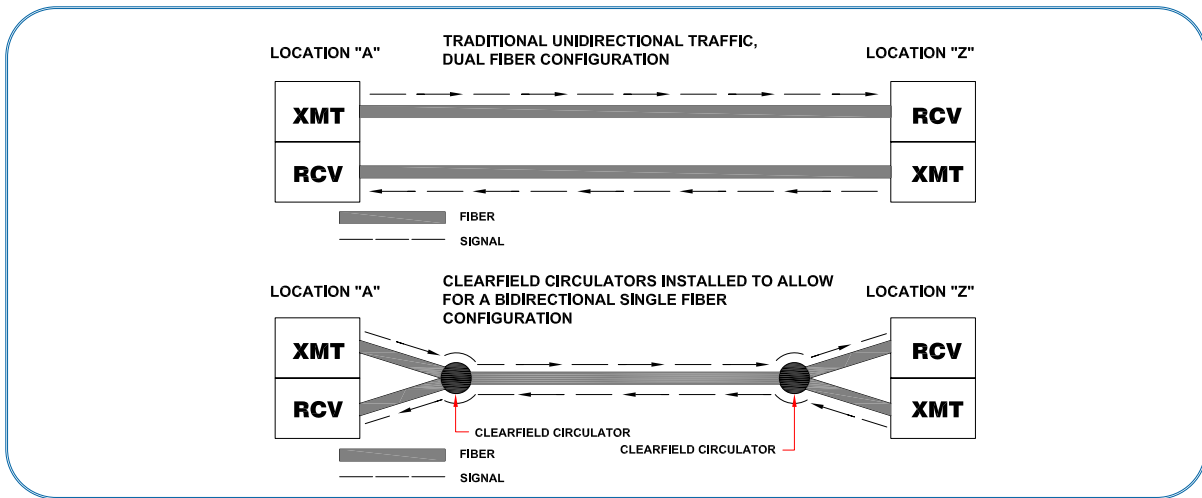 LOCATION "A"
TRADITIONAL UNIDIRECTIONAL TRAFFIC,
DUAL FIBER CONFIGURATION
LOCATION "Z"
XMT
RCV
RCV
XMT
FIBER
SIGNAL
LOCATION "A"
CLEARFIELD CIRCULATORS INSTALLED TO ALLOW
FOR A BIDIRECTIONAL SINGLE FIBER
CONFIGURATION
LOCATION "Z"
XMT
RCV
RCV
XMT
CLEARFIELD CIRCULATOR
CLEARFIELD CIRCULATOR
FIBER
SIGNAL